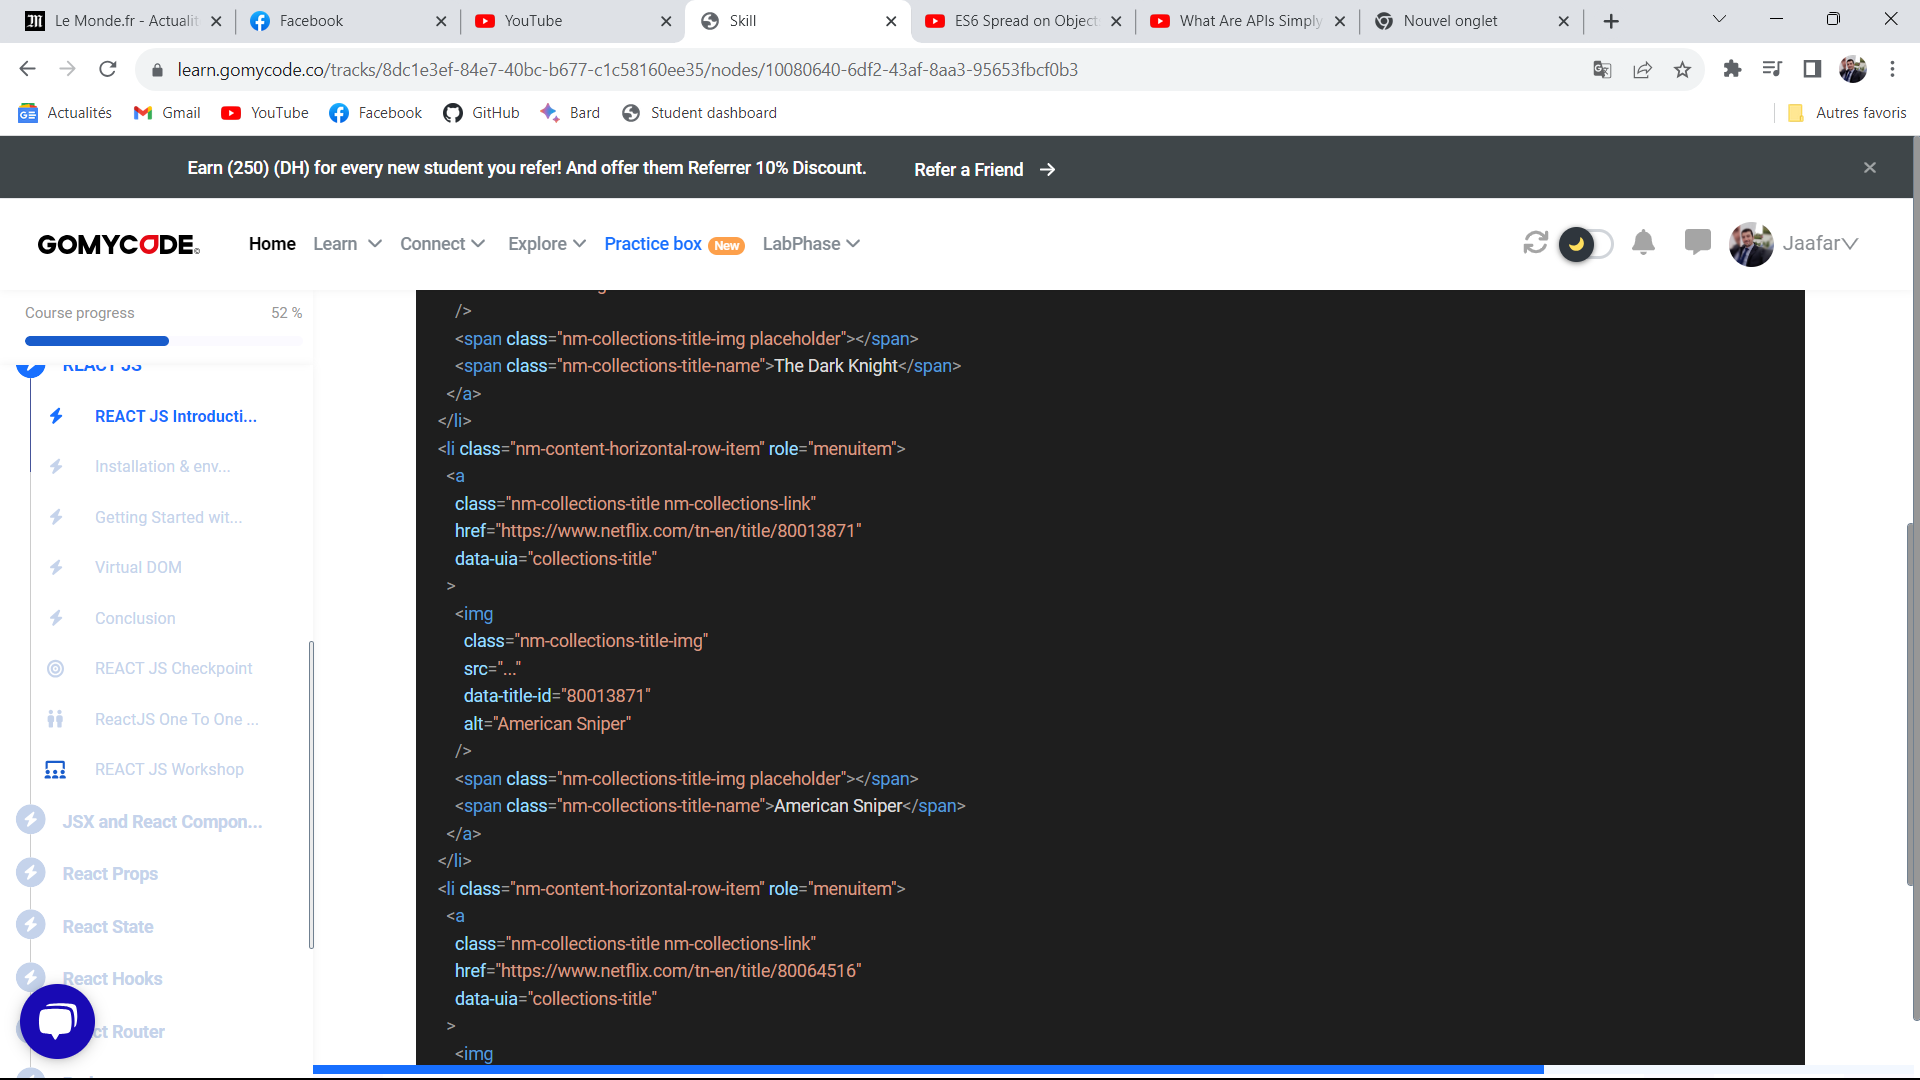 Le Monde.fr - Actualit
Facebook
YouTube
Skill
ES6 Spread on Object
What Are APIs Simply
Nouvel onglet
learn.gomycode.co/tracks/8dc1e3ef-84e7-40bc-b677-c1c58160ee35/nodes/10080640-6df2-43af-8aa3-95653fbcf0b3
Actualités
Gmail
YouTube
Facebook
GitHub
Bard
Student dashboard
Autres favoris
Earn (250) (DH) for every new student you refer! And offer them Referrer 10% Discount.
Refer a Friend →
GOMYCODE
Home
Learn
Connect
Explore
Practice box New
LabPhase
Jaafar
Course progress 52 %
REACT JS
REACT JS Introducti...
Installation & env...
Getting Started wit...
Virtual DOM
Conclusion
REACT JS Checkpoint
ReactJS One To One ...
REACT JS Workshop
JSX and React Compon...
React Props
React State
React Hooks
ct Router
/>
<span class="nm-collections-title-img placeholder"></span>
<span class="nm-collections-title-name">The Dark Knight</span>
</a>
</li>
<li class="nm-content-horizontal-row-item" role="menuitem">
<a
class="nm-collections-title nm-collections-link"
href="https://www.netflix.com/tn-en/title/80013871"
data-uia="collections-title"
>
<img
class="nm-collections-title-img"
src="..."
data-title-id="80013871"
alt="American Sniper"
/>
<span class="nm-collections-title-img placeholder"></span>
<span class="nm-collections-title-name">American Sniper</span>
</a>
</li>
<li class="nm-content-horizontal-row-item" role="menuitem">
<a
class="nm-collections-title nm-collections-link"
href="https://www.netflix.com/tn-en/title/80064516"
data-uia="collections-title"
>
<img